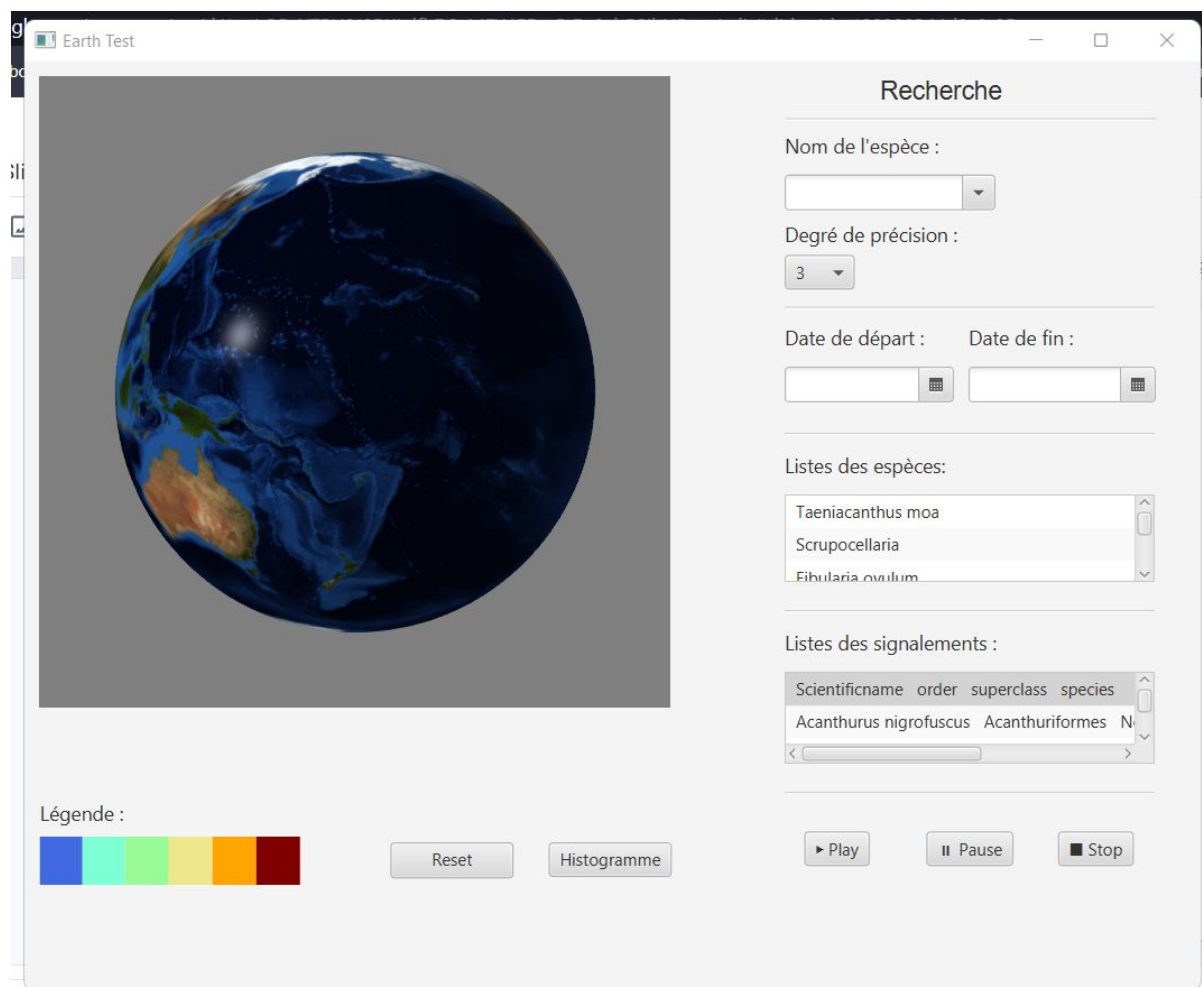 Earth Test
Recherche
Nom de l'espèce :
Degré de précision :
3
Date de départ : Date de fin :
Listes des espèces:
Taeniacanthus moa
Scrupocellaria
Fibularia ovulum
Listes des signalements :
Scientificname order superclass species
Acanthurus nigrofuscus Acanthuriformes
Légende :
Reset
Histogramme
Play
Pause
Stop